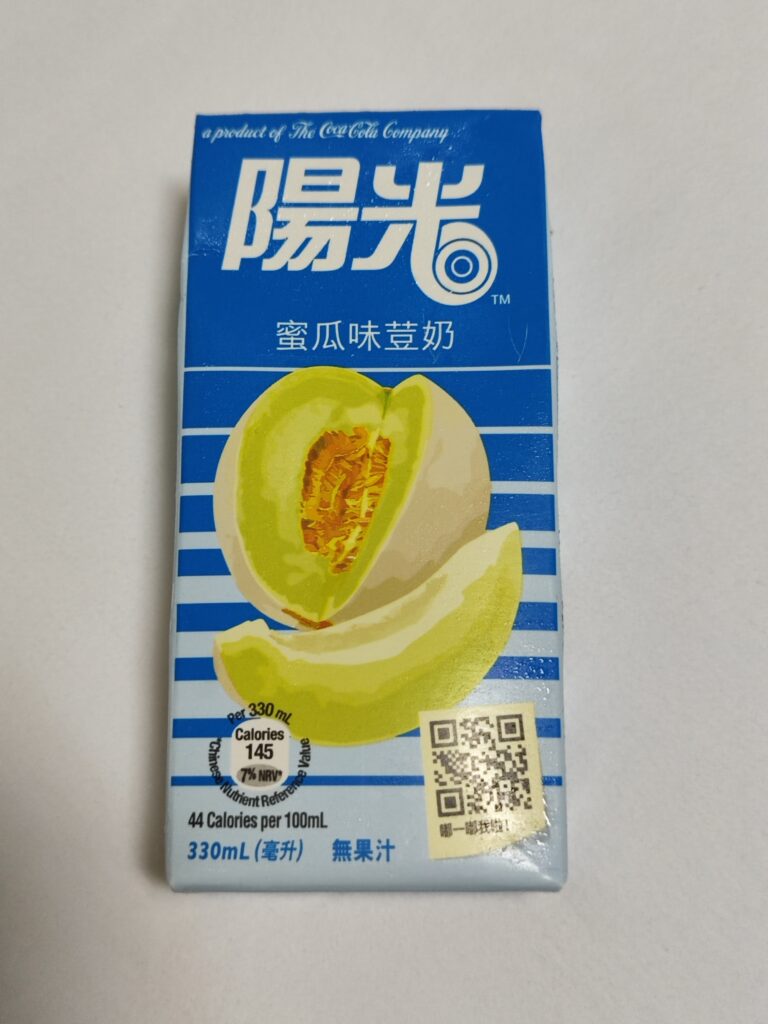 a product of The Coca-Cola Company
陽光
TM
蜜瓜味荳奶
Per 330 mL
Calories
145
7% NRV*
*Chinese Nutrient Reference Value
44 Calories per 100mL
330mL (毫升) 無果汁
嘟一嘟我啦!